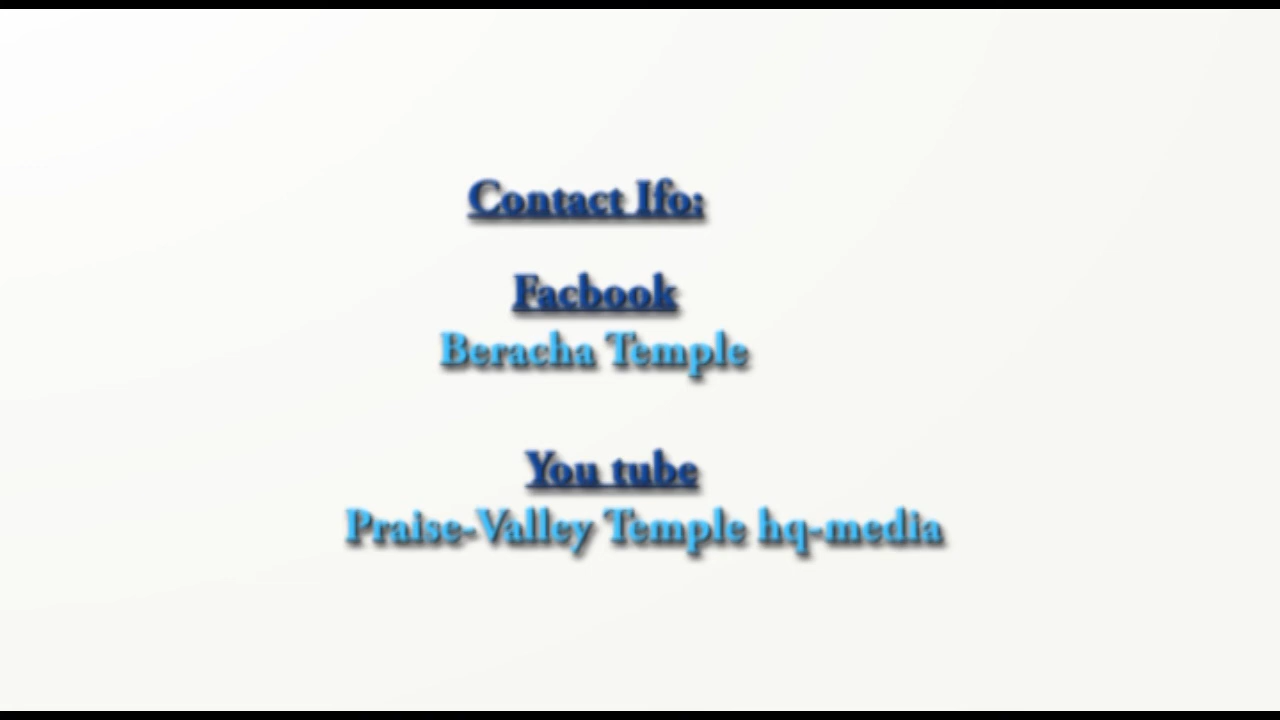 Contact Ifo:
Facbook
Beracha Temple
You tube
Praise-Valley Temple hq-media